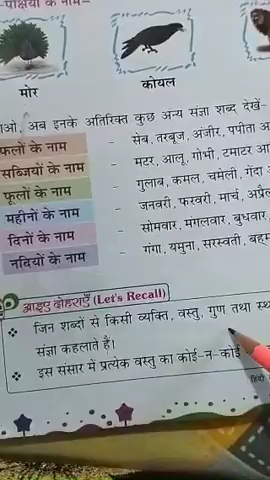 पक्षियों के नाम-
मोर
कोयल
अब इनके अतिरिक्त कुछ अन्य संज्ञा शब्द देखें-
फलों के नाम - सेब, तरबूज, अंजीर, पपीता
सब्जियों के नाम - मटर, आलू, गोभी, टमाटर
फूलों के नाम - गुलाब, कमल, चमेली, गेंदा
महीनों के नाम - जनवरी, फरवरी, मार्च,
दिनों के नाम - सोमवार, मंगलवार, बुधवार
नदियों के नाम - गंगा, यमुना, सरस्वती,
आइए दोहराएँ (Let's Recall)
जिन शब्दों से किसी व्यक्ति, वस्तु, गुण तथा
संज्ञा कहलाते हैं।
इस संसार में प्रत्येक वस्तु का कोई-न-कोई
हिंदी